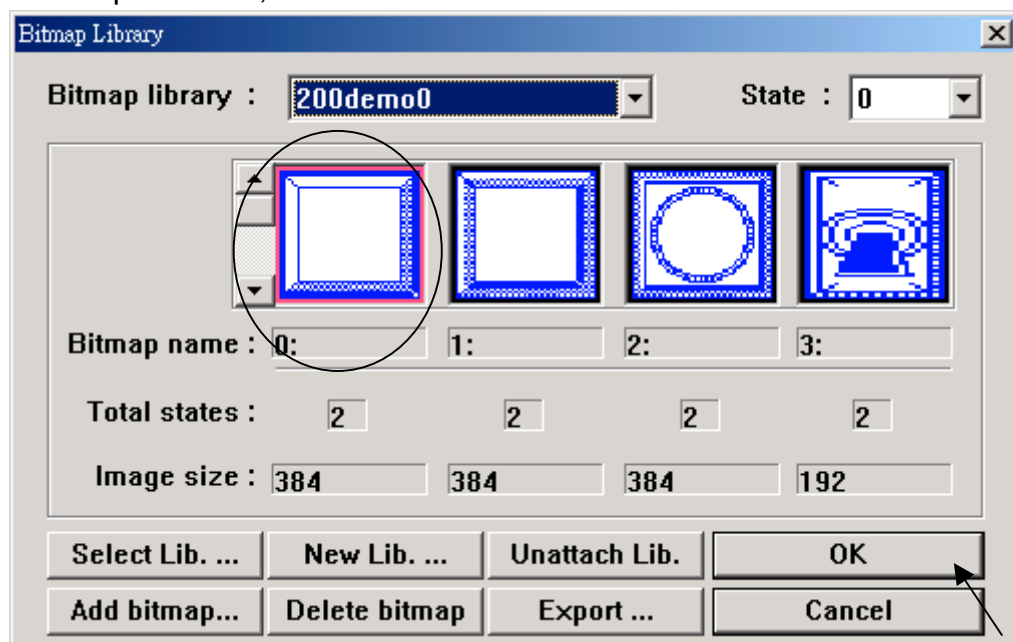 Bitmap Library
Bitmap library : 200demo0 State : 0
Bitmap name : 0: 1: 2: 3:
Total states : 2 2 2 2
Image size : 384 384 384 192
Select Lib. ... New Lib. ... Unattach Lib. OK
Add bitmap... Delete bitmap Export ... Cancel